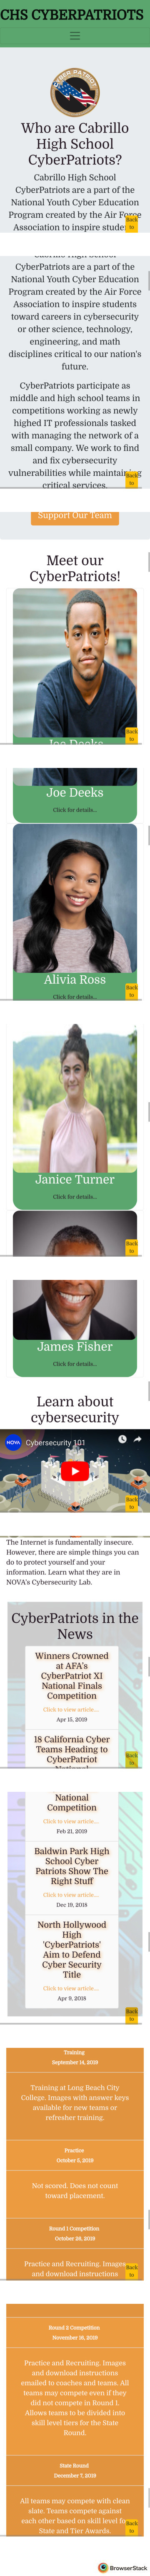 CHS CYBERPATRIOTS
CYBER PATRIOT
Who are Cabrillo
High School
CyberPatriots?
Cabrillo High School
CyberPatriots are a part of the
National Youth Cyber Education
Program created by the Air Force
Association to inspire stude
Back
to
CyberPatriots are a part of the
National Youth Cyber Education
Program created by the Air Force
Association to inspire students
toward careers in cybersecurity
or other science, technology,
engineering, and math
disciplines critical to our nation's
future.
CyberPatriots participate as
middle and high school teams in
competitions working as newly
highed IT professionals tasked
with managing the network of a
small company. We work to find
and fix cybersecurity
vulnerabilities while maintaining
critical services.
Back
to
Support Our Team
Meet our
CyberPatriots!
Joe Deeks
Back
to
Joe Deeks
Click for details...
Alivia Ross
Click for details...
Back
to
Janice Turner
Click for details...
Back
to
James Fisher
Click for details...
Learn about
cybersecurity
NOVA
Cybersecurity 101
Back
to
The Internet is fundamentally insecure.
However, there are simple things you can
do to protect yourself and your
information. Learn what they are in
NOVA's Cybersecurity Lab.
CyberPatriots in the
News
Winners Crowned
at AFA's
CyberPatriot XI
National Finals
Competition
Click to view article....
Apr 15, 2019
18 California Cyber
Teams Heading to
CyberPatriot
National
Back
to
National
Competition
Click to view article....
Feb 21, 2019
Baldwin Park High
School Cyber
Patriots Show The
Right Stuff
Click to view article....
Dec 19, 2018
North Hollywood
High
'CyberPatriots'
Aim to Defend
Cyber Security
Title
Click to view article....
Apr 9, 2018
Back
to
Training
September 14, 2019
Training at Long Beach City
College. Images with answer keys
available for new teams or
refresher training.
Practice
October 5, 2019
Not scored. Does not count
toward placement.
Round 1 Competition
October 26, 2019
Practice and Recruiting. Images
and download instructions
Back
to
Round 2 Competition
November 16, 2019
Practice and Recruiting. Images
and download instructions
emailed to coaches and teams. All
teams may compete even if they
did not compete in Round 1.
Allows teams to be divided into
skill level tiers for the State
Round.
State Round
December 7, 2019
All teams may compete with clean
slate. Teams compete against
each other based on skill level for
State and Tier Awards.
Back
to
BrowserStack